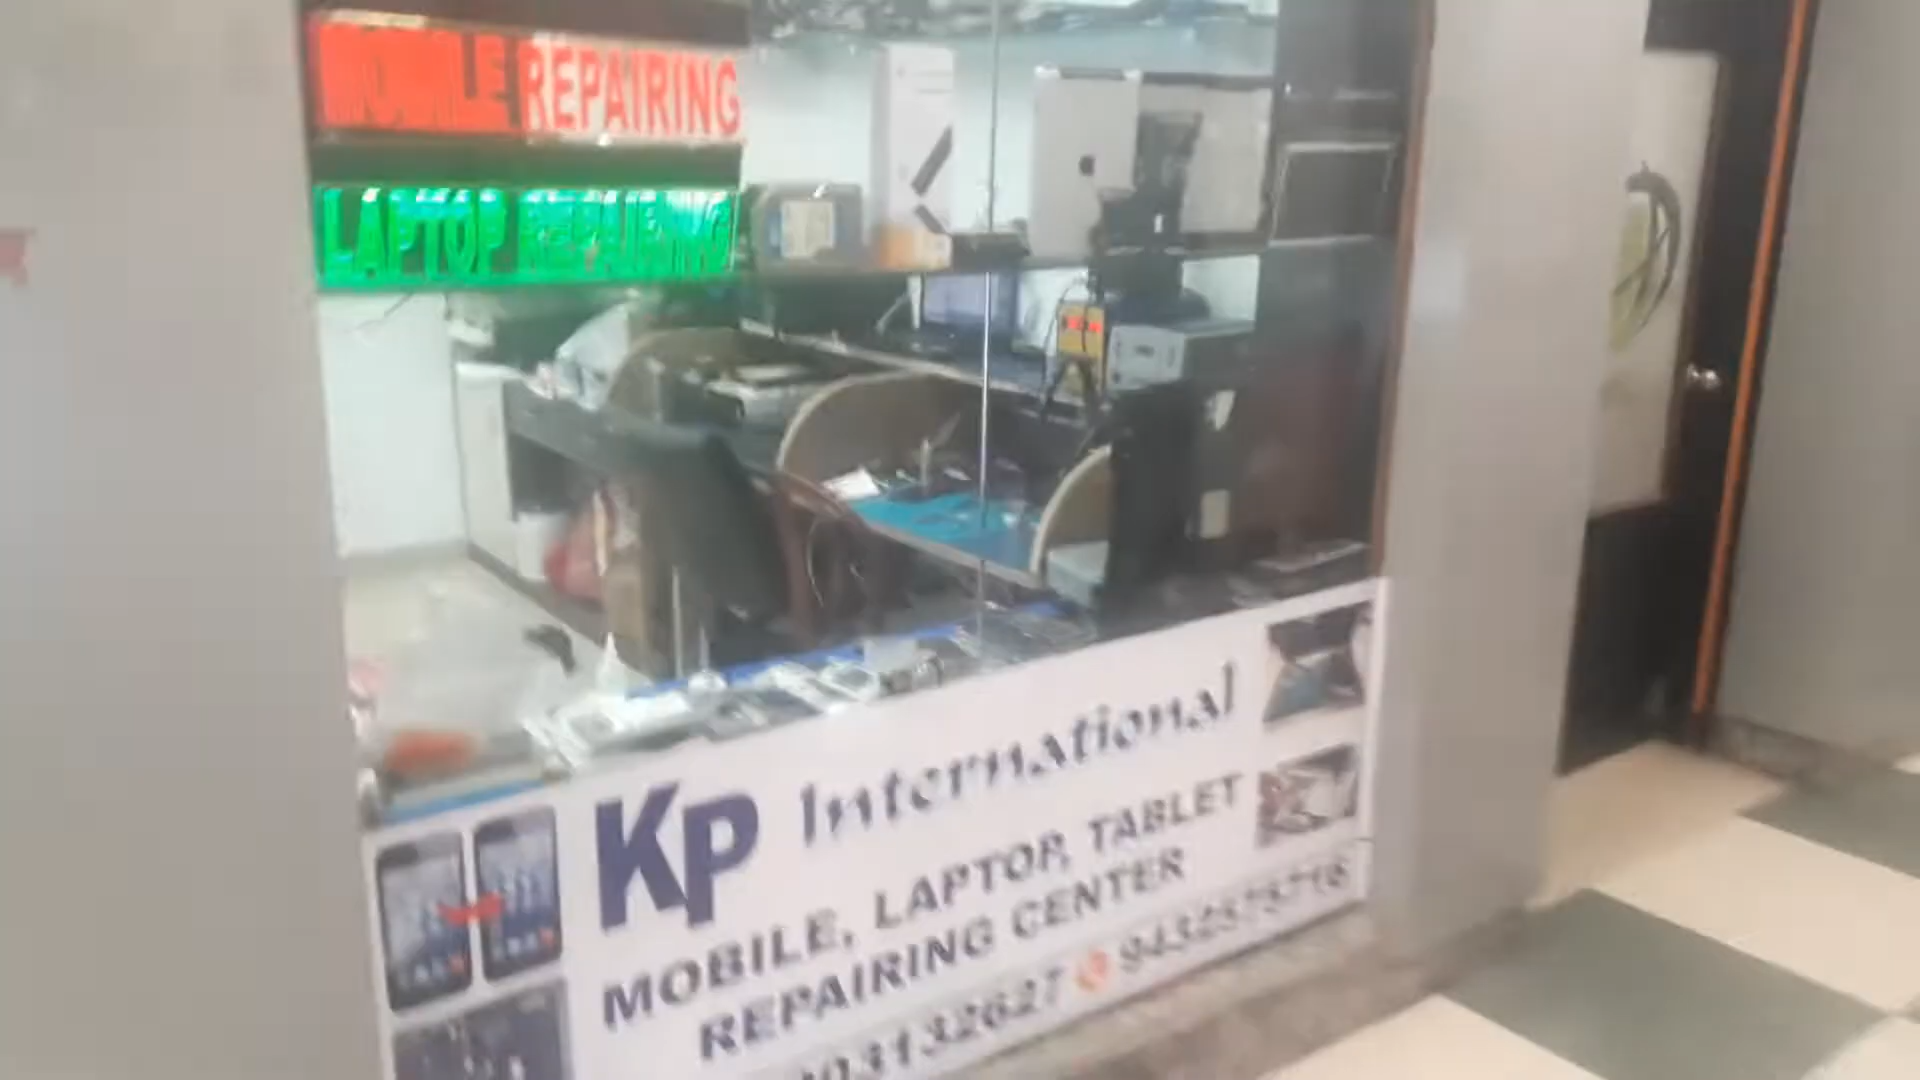 MOBILE REPAIRING
LAPTOP REPAIRING
KP International
MOBILE, LAPTOP, TABLET
REPAIRING CENTER